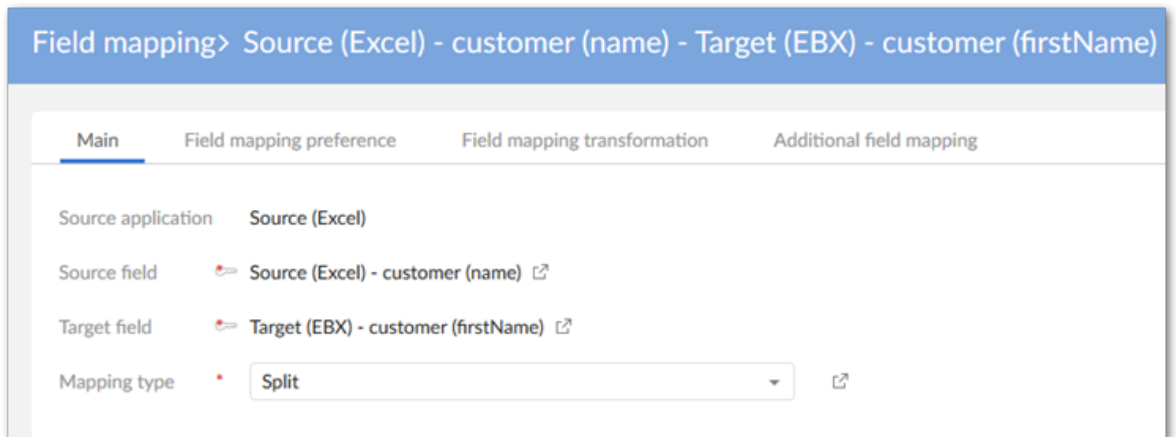 Field mapping> Source (Excel) - customer (name) - Target (EBX) - customer (firstName)
Main Field mapping preference Field mapping transformation Additional field mapping
Source application Source (Excel)
Source field Source (Excel) - customer (name)
Target field Target (EBX) - customer (firstName)
Mapping type * Split